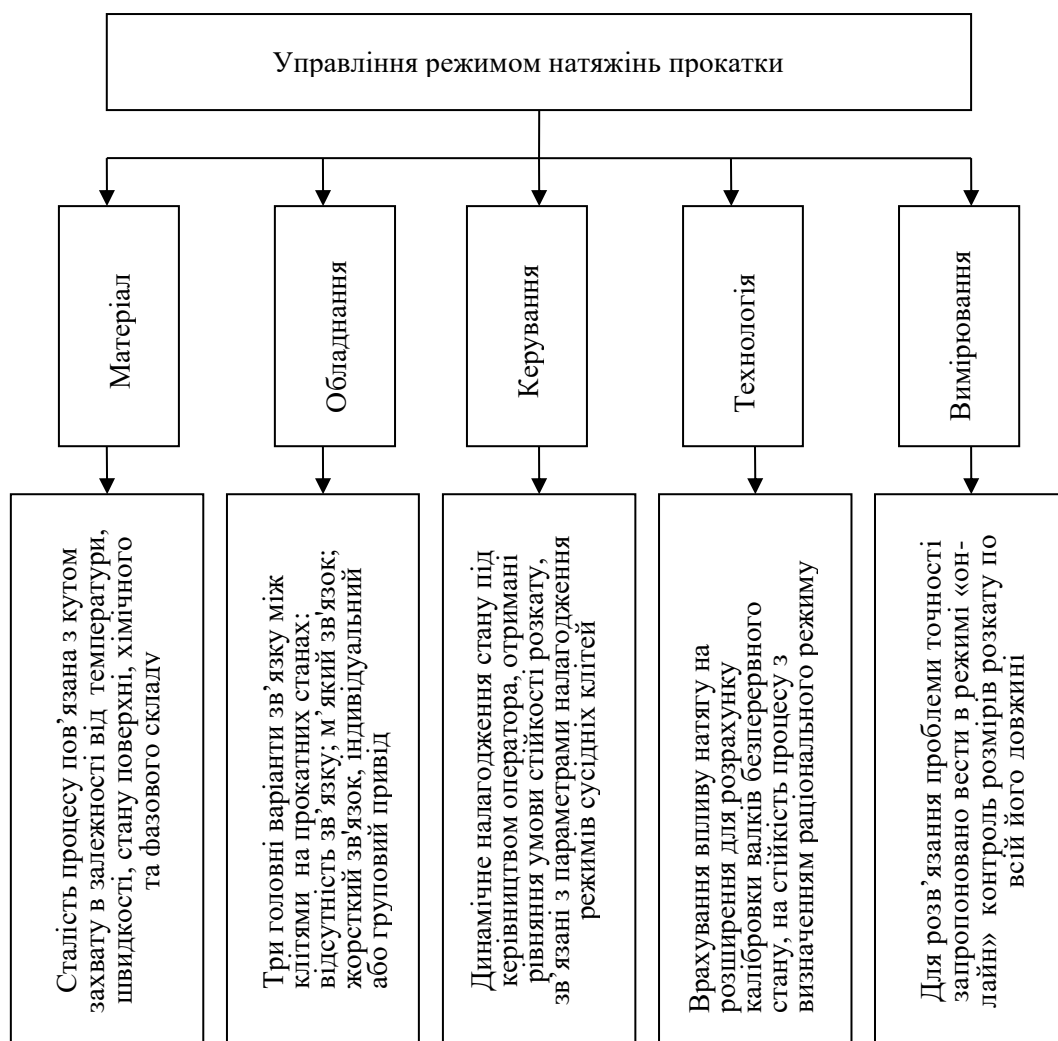 Управління режимом натяжінь прокатки
Матеріал
Обладнання
Керування
Технологія
Вимірювання
Сталість процесу пов’язана з кутом
захвату в залежності від температури,
швидкості, стану поверхні, хімічного
та фазового складу
Три головні варіанти зв’язку між
клітями на прокатних станах:
відсутність зв’язку; м’який зв'язок;
жорсткий зв'язок, індивідуальний
або груповий привід
Динамічне налагодження стану під
керівництвом оператора, отримані
рівняння умови стійкості розкату,
зв’язані з параметрами налагодження
режимів сусідніх клітей
Врахування впливу натягу на
розширення для розрахунку
калібровки валків безперервного
стану, на стійкість процесу з
визначенням раціонального режиму
Для розв’язання проблеми точності
запропоновано вести в режимі «он-
лайн» контроль розмірів розкату по
всій його довжині